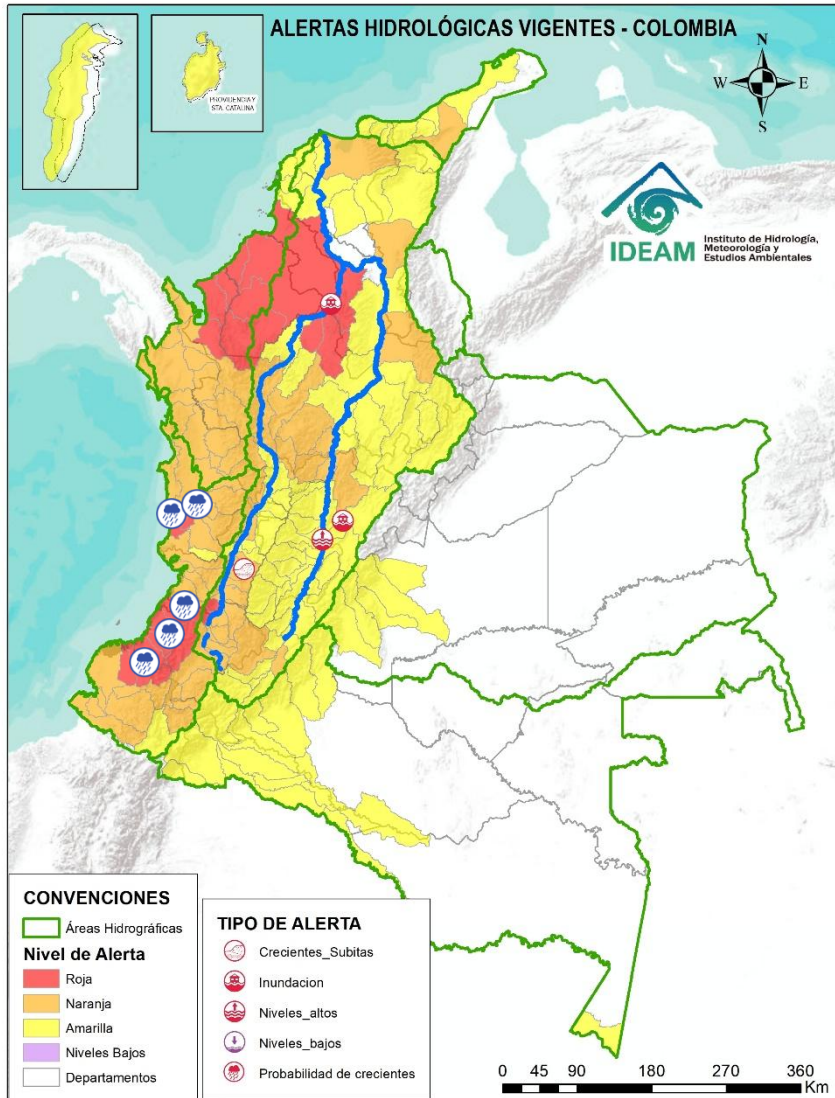 ALERTAS HIDROLÓGICAS VIGENTES - COLOMBIA
PROVIDENCIA Y
STA. CATALINA
N
W
E
S
IDEAM
Instituto de Hidrología,
Meteorología y
Estudios Ambientales
CONVENCIONES
Áreas Hidrográficas
Nivel de Alerta
Roja
Naranja
Amarilla
Niveles Bajos
Departamentos
TIPO DE ALERTA
Crecientes_Subitas
Inundacion
Niveles_altos
Niveles_bajos
Probabilidad de crecientes
0 45 90 180 270 360
Km